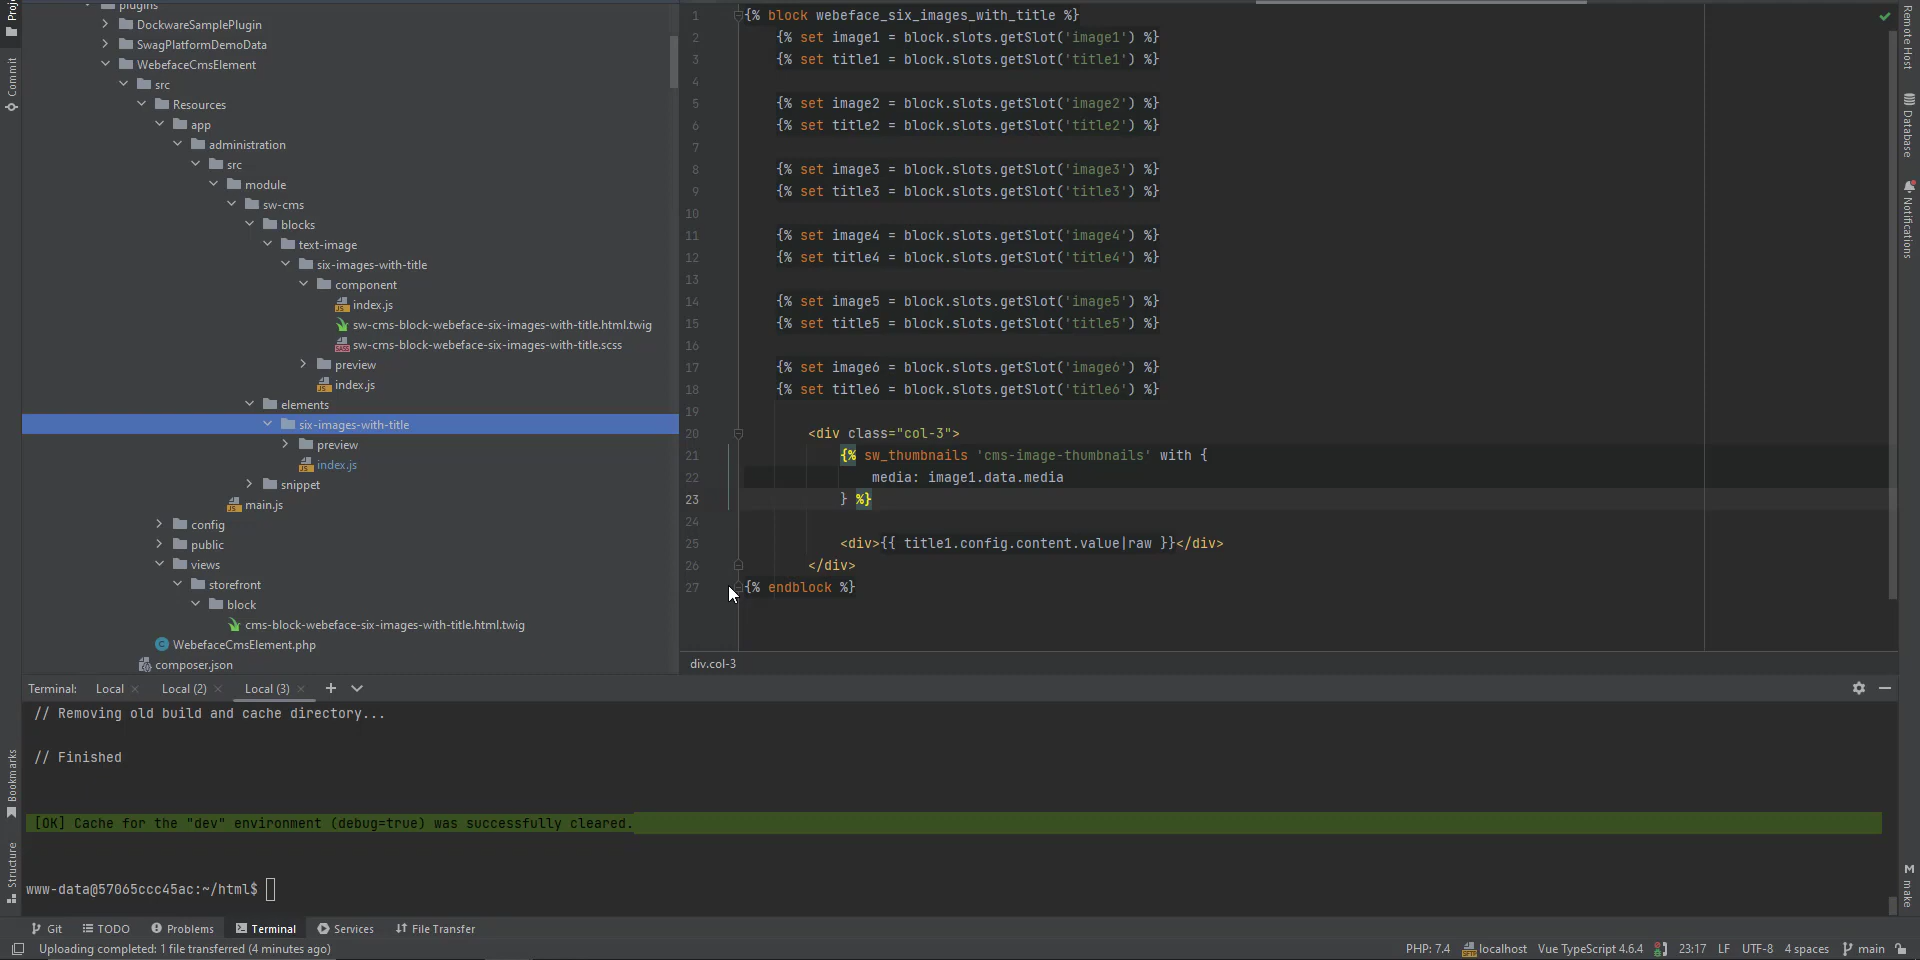 Proj
Commit
Bookmarks
Structure
plugins
DockwareSamplePlugin
SwagPlatformDemoData
WebefaceCmsElement
src
Resources
app
administration
src
module
sw-cms
blocks
text-image
six-images-with-title
component
index.js
sw-cms-block-webeface-six-images-with-title.html.twig
sw-cms-block-webeface-six-images-with-title.scss
preview
index.js
elements
six-images-with-title
preview
index.js
snippet
main.js
config
public
views
storefront
block
cms-block-webeface-six-images-with-title.html.twig
WebefaceCmsElement.php
composer.json
1 {% block webeface_six_images_with_title %}
2 {% set image1 = block.slots.getSlot('image1') %}
3 {% set title1 = block.slots.getSlot('title1') %}
4
5 {% set image2 = block.slots.getSlot('image2') %}
6 {% set title2 = block.slots.getSlot('title2') %}
7
8 {% set image3 = block.slots.getSlot('image3') %}
9 {% set title3 = block.slots.getSlot('title3') %}
10
11 {% set image4 = block.slots.getSlot('image4') %}
12 {% set title4 = block.slots.getSlot('title4') %}
13
14 {% set image5 = block.slots.getSlot('image5') %}
15 {% set title5 = block.slots.getSlot('title5') %}
16
17 {% set image6 = block.slots.getSlot('image6') %}
18 {% set title6 = block.slots.getSlot('title6') %}
19
20 <div class="col-3">
21 {% sw_thumbnails 'cms-image-thumbnails' with {
22 media: image1.data.media
23 } %}
24
25 <div>{{ title1.config.content.value|raw }}</div>
26 </div>
27 {% endblock %}
div.col-3
Remote Host
Database
Notifications
make
Terminal: Local Local (2) Local (3)
// Removing old build and cache directory...
// Finished
[OK] Cache for the "dev" environment (debug=true) was successfully cleared.
www-data@57065ccc45ac:~/html$
Git TODO Problems Terminal Services File Transfer
Uploading completed: 1 file transferred (4 minutes ago) PHP: 7.4 localhost Vue TypeScript 4.6.4 23:17 LF UTF-8 4 spaces main